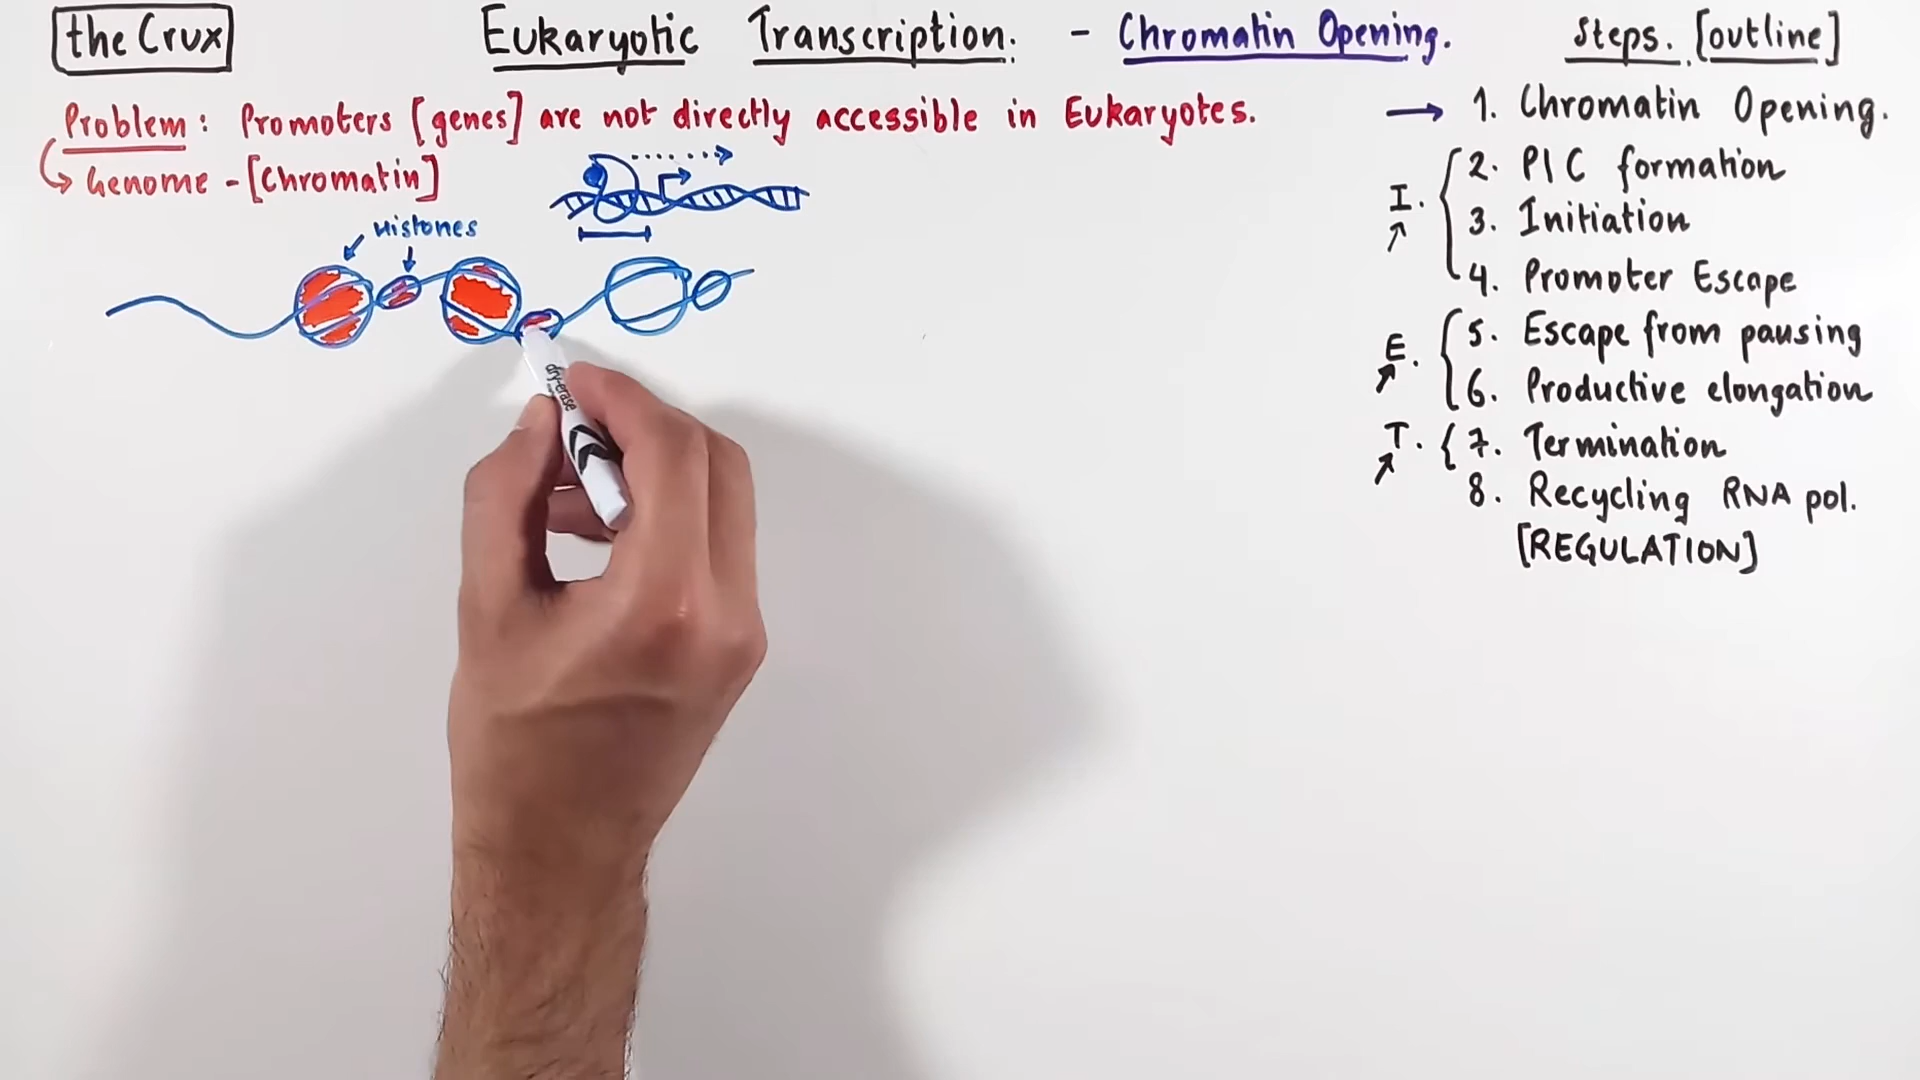 the Crux
Eukaryotic Transcription: - Chromatin Opening.
Problem: Promoters [genes] are not directly accessible in Eukaryotes.
Genome - [Chromatin]
Histones
Steps. [outline]
1. Chromatin Opening.
I. 2. PIC formation
3. Initiation
4. Promoter Escape
E. 5. Escape from pausing
6. Productive elongation
T. 7. Termination
8. Recycling RNA pol.
[REGULATION]
dry-erase